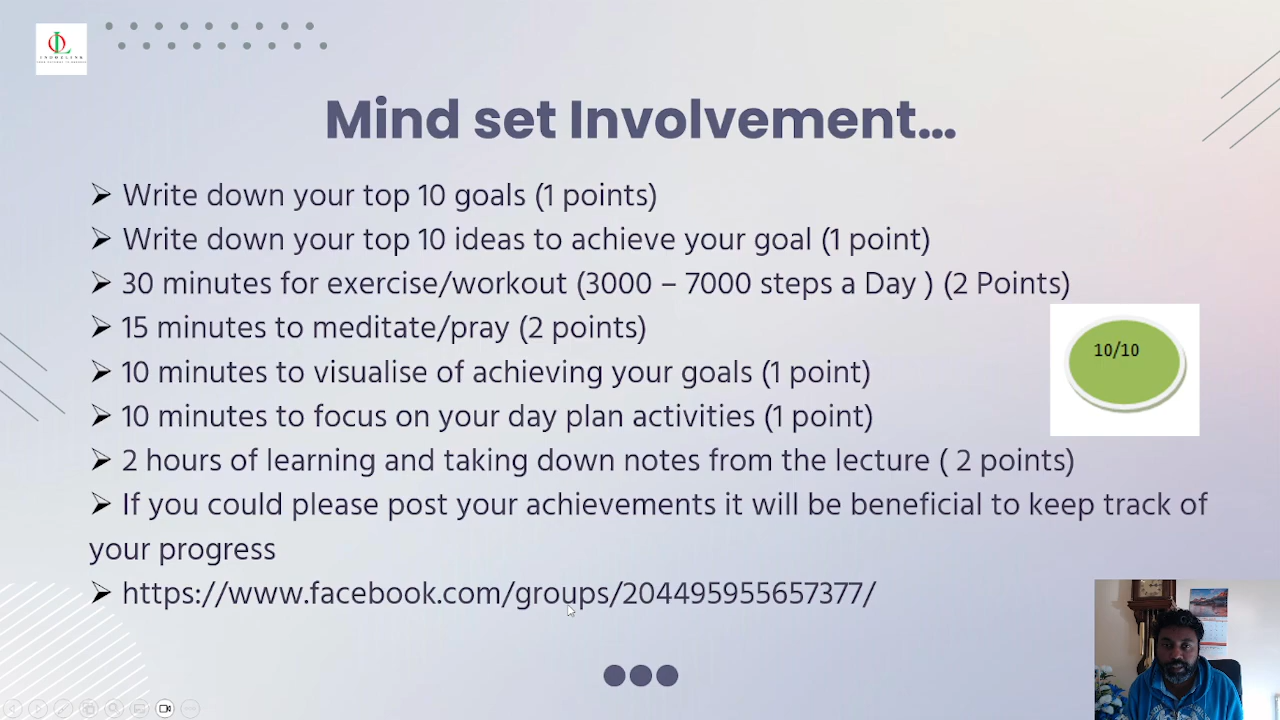 INDOZLINK
Mind set Involvement...
➢ Write down your top 10 goals (1 points)
➢ Write down your top 10 ideas to achieve your goal (1 point)
➢ 30 minutes for exercise/workout (3000 – 7000 steps a Day ) (2 Points)
➢ 15 minutes to meditate/pray (2 points)
➢ 10 minutes to visualise of achieving your goals (1 point)
➢ 10 minutes to focus on your day plan activities (1 point)
➢ 2 hours of learning and taking down notes from the lecture ( 2 points)
➢ If you could please post your achievements it will be beneficial to keep track of
your progress
➢ https://www.facebook.com/groups/204495955657377/
10/10